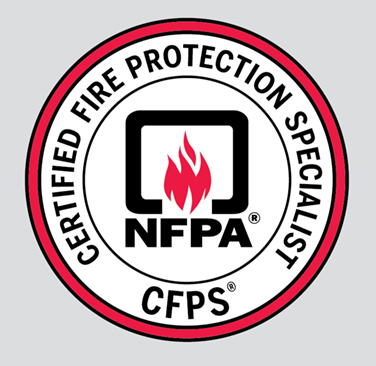 CERTIFIED FIRE PROTECTION SPECIALIST
NFPA®
CFPS®